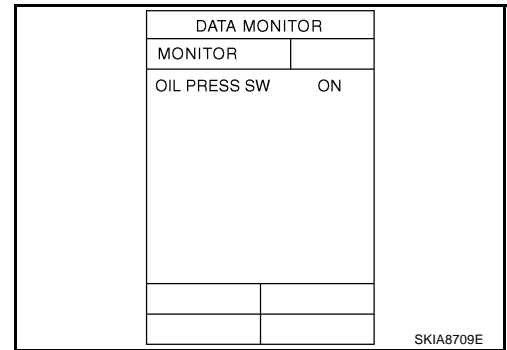 DATA MONITOR
MONITOR
OIL PRESS SW ON
SKIA8709E